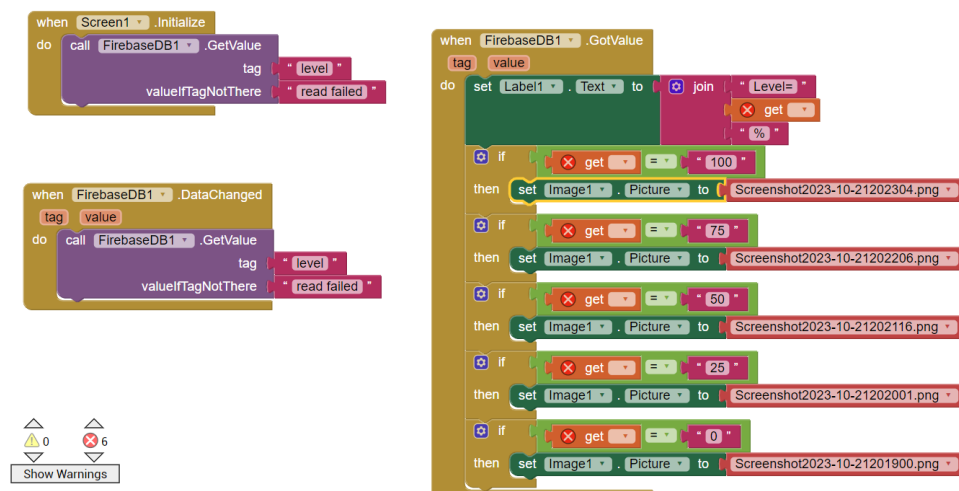 when Screen1 .Initialize
do call FirebaseDB1 .GetValue
tag " level "
valueIfTagNotThere " read failed "
when FirebaseDB1 .DataChanged
tag value
do call FirebaseDB1 .GetValue
tag " level "
valueIfTagNotThere " read failed "
0 6
Show Warnings
when FirebaseDB1 .GotValue
tag value
do set Label1 . Text to join " Level= "
get
" % "
if get = " 100 "
then set Image1 . Picture to Screenshot2023-10-21202304.png
if get = " 75 "
then set Image1 . Picture to Screenshot2023-10-21202206.png
if get = " 50 "
then set Image1 . Picture to Screenshot2023-10-21202116.png
if get = " 25 "
then set Image1 . Picture to Screenshot2023-10-21202001.png
if get = " 0 "
then set Image1 . Picture to Screenshot2023-10-21201900.png